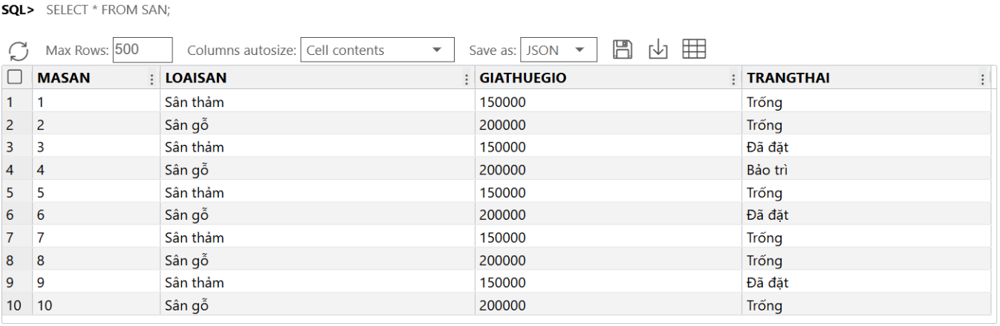 SQL> SELECT * FROM SAN;
Max Rows: 500 Columns autosize: Cell contents Save as: JSON
MASAN LOAISAN GIATHUEGIO TRANGTHAI
1 1 Sân thảm 150000 Trống
2 2 Sân gỗ 200000 Trống
3 3 Sân thảm 150000 Đã đặt
4 4 Sân gỗ 200000 Bảo trì
5 5 Sân thảm 150000 Trống
6 6 Sân gỗ 200000 Đã đặt
7 7 Sân thảm 150000 Trống
8 8 Sân gỗ 200000 Trống
9 9 Sân thảm 150000 Đã đặt
10 10 Sân gỗ 200000 Trống